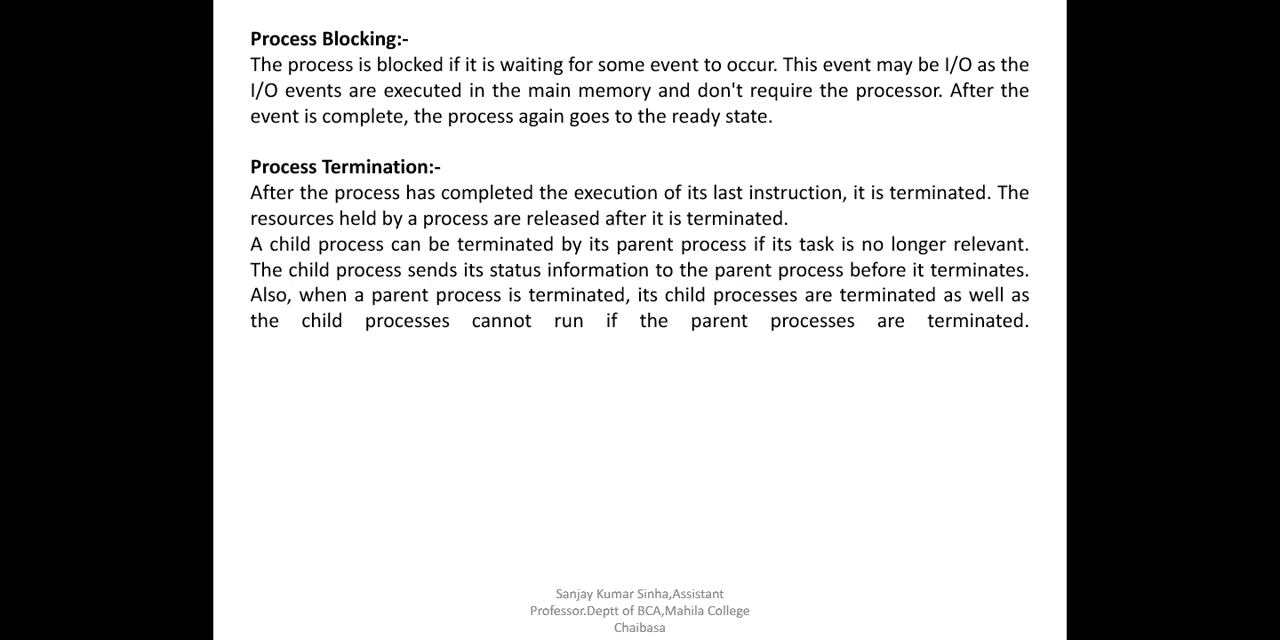 Process Blocking:-
The process is blocked if it is waiting for some event to occur. This event may be I/O as the
I/O events are executed in the main memory and don't require the processor. After the
event is complete, the process again goes to the ready state.
Process Termination:-
After the process has completed the execution of its last instruction, it is terminated. The
resources held by a process are released after it is terminated.
A child process can be terminated by its parent process if its task is no longer relevant.
The child process sends its status information to the parent process before it terminates.
Also, when a parent process is terminated, its child processes are terminated as well as
the child processes cannot run if the parent processes are terminated.
Sanjay Kumar Sinha,Assistant
Professor.Deptt of BCA,Mahila College
Chaibasa